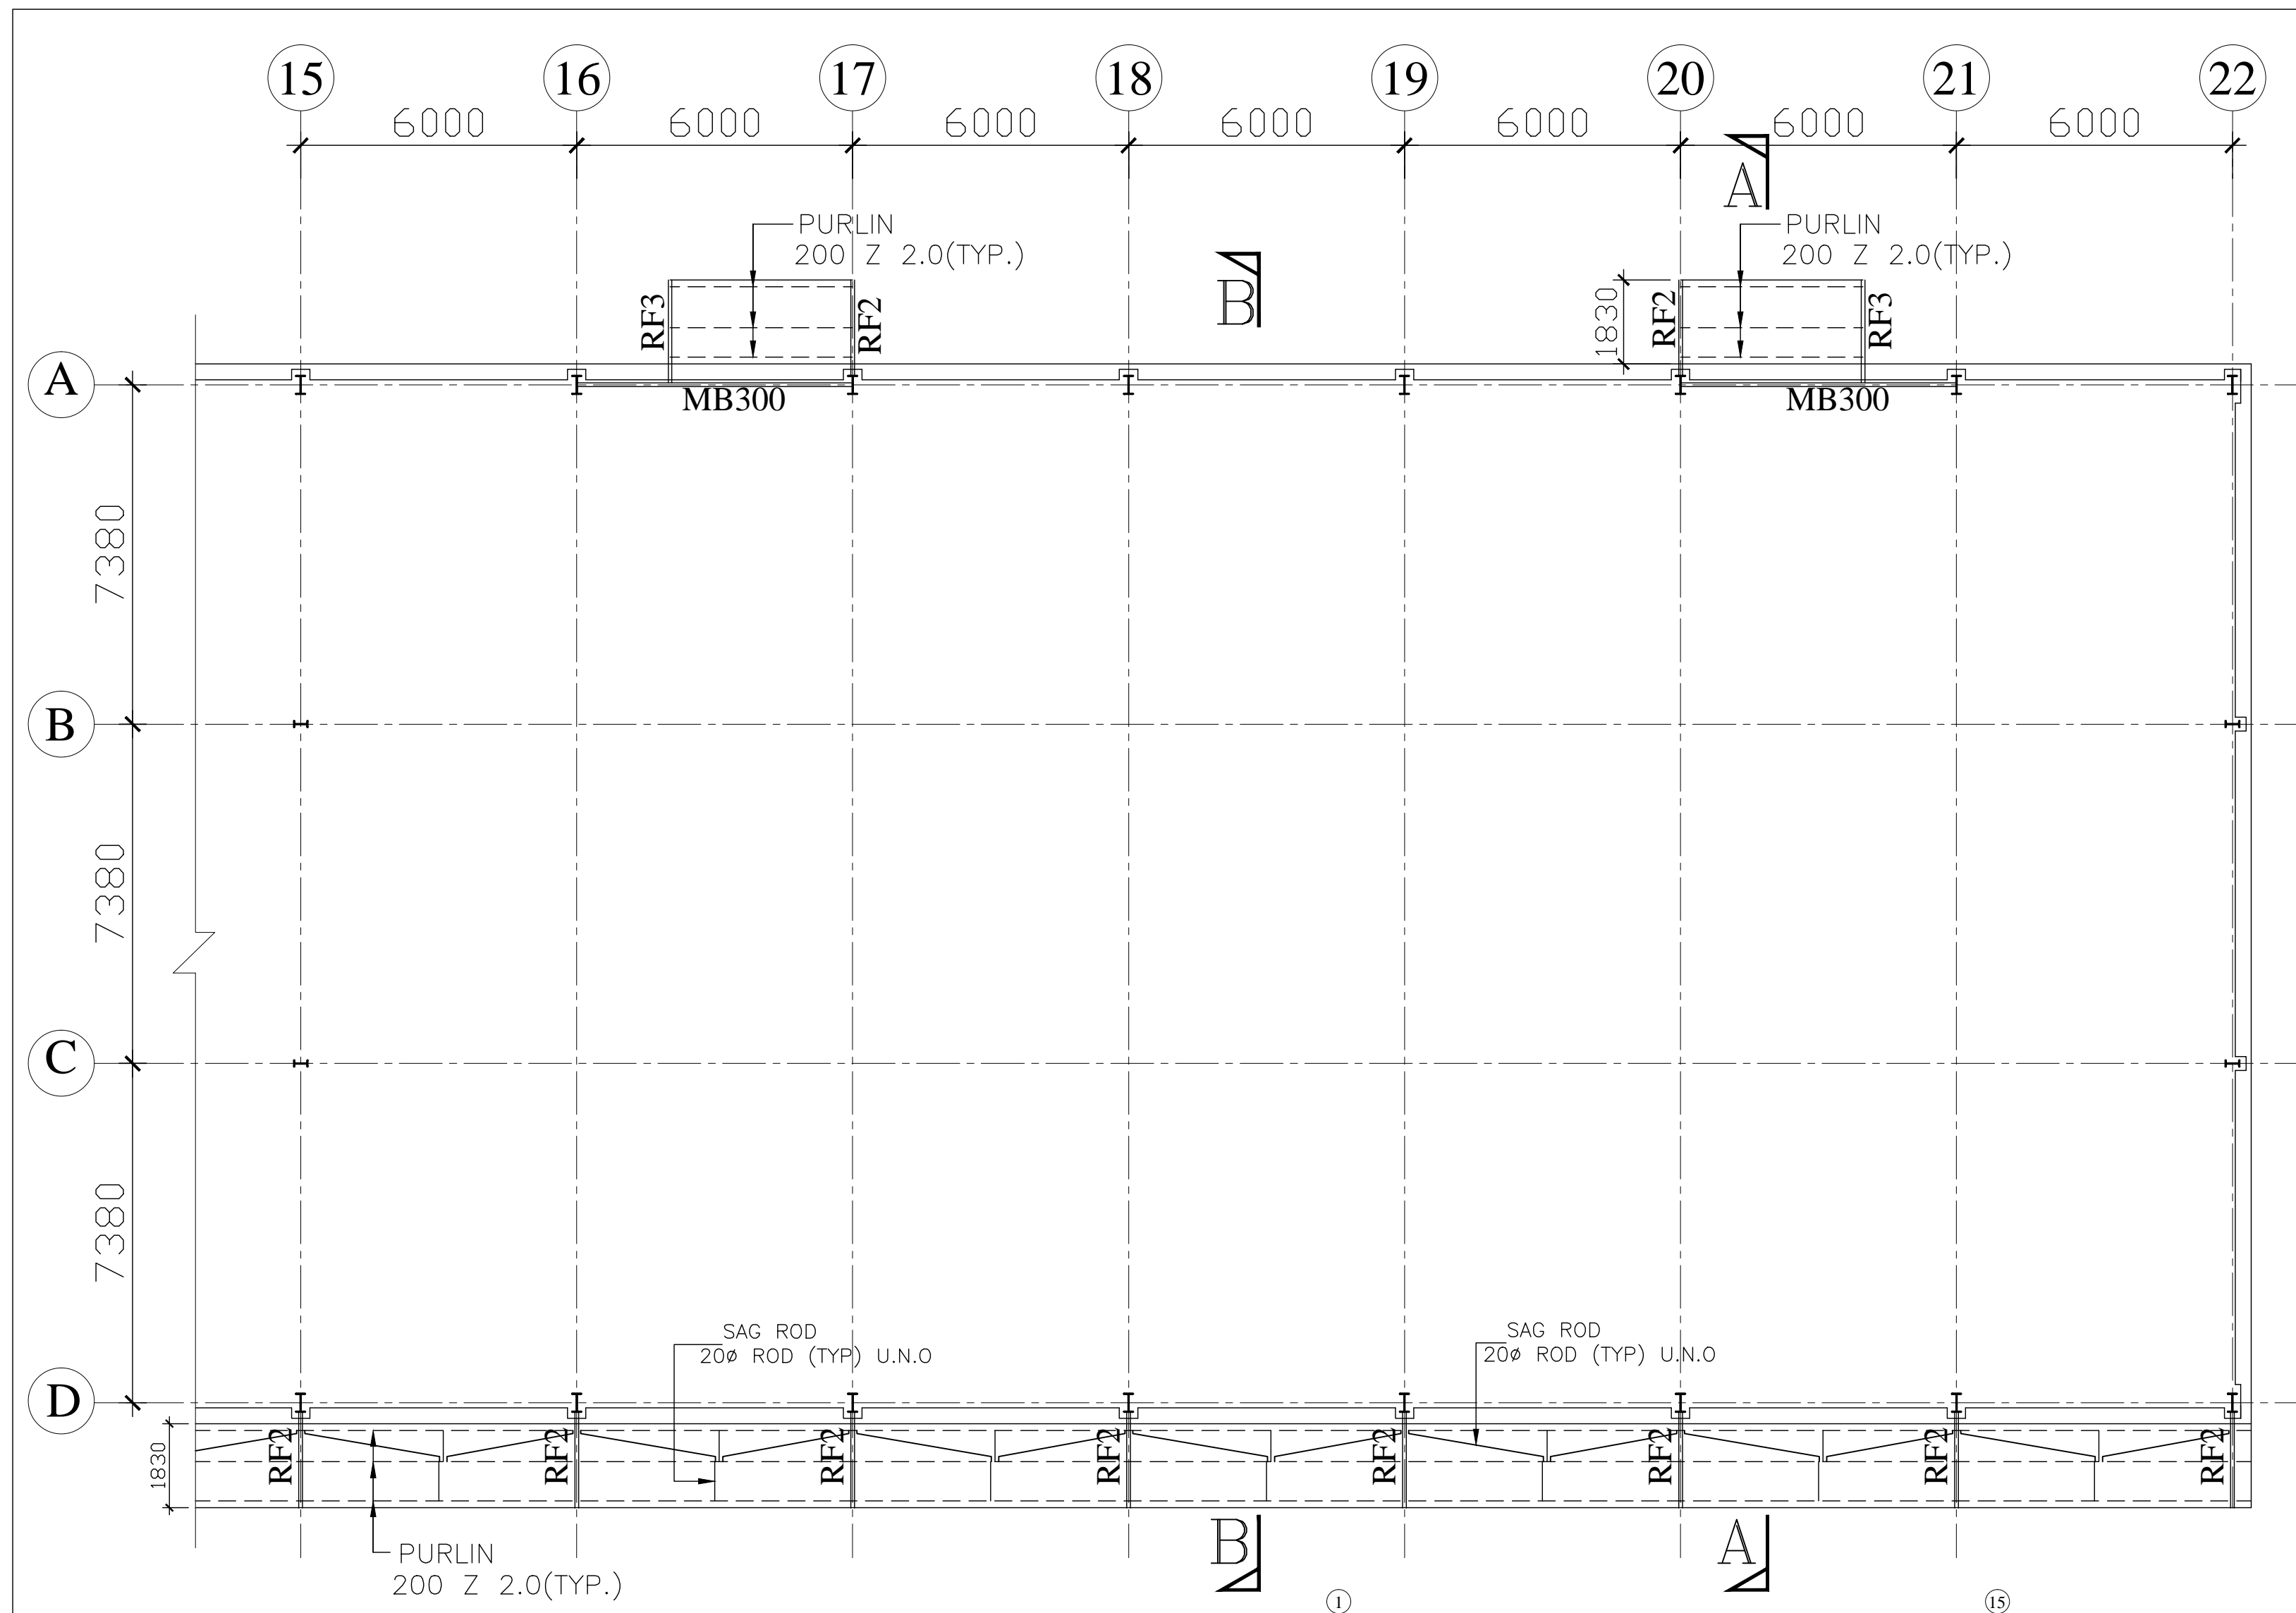 15 16 17 18 19 20 21 22
6000 6000 6000 6000 6000 6000 6000
A
PURLIN
200 Z 2.0(TYP.)
PURLIN
200 Z 2.0(TYP.)
B
RF3
RF2
1830
RF2
RF3
A
MB300
MB300
7380
B
7380
C
7380
SAG ROD
20ø ROD (TYP) U.N.O
SAG ROD
20ø ROD (TYP) U.N.O
D
1830
RF2 RF2 RF2 RF2 RF2 RF2 RF2 RF2
B
A
PURLIN
200 Z 2.0(TYP.)
1
15